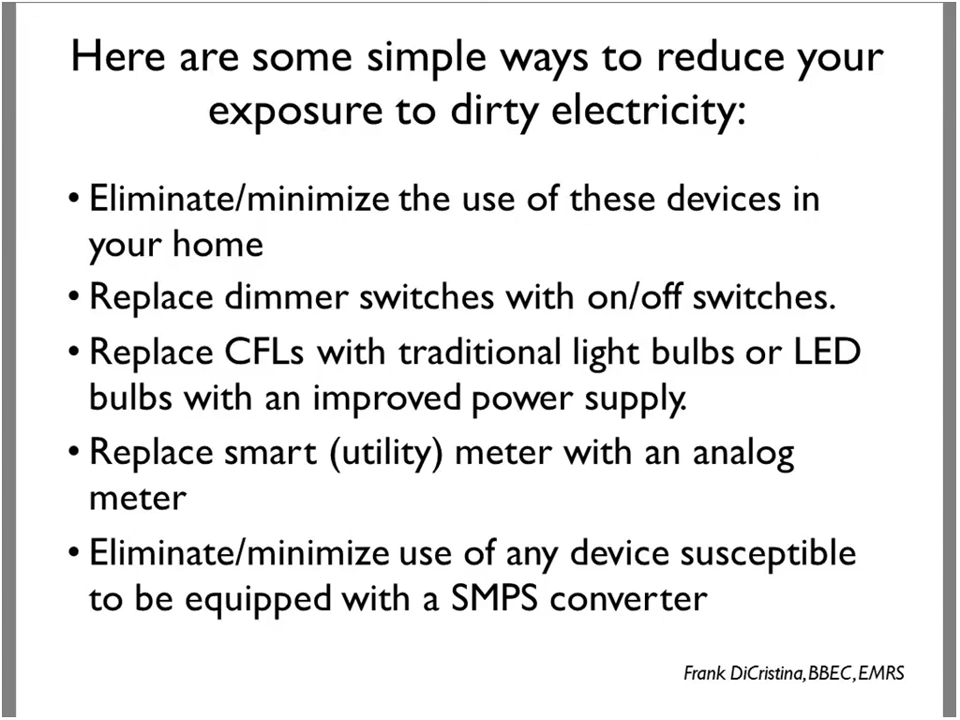 Here are some simple ways to reduce your
exposure to dirty electricity:
• Eliminate/minimize the use of these devices in
your home
• Replace dimmer switches with on/off switches.
• Replace CFLs with traditional light bulbs or LED
bulbs with an improved power supply.
• Replace smart (utility) meter with an analog
meter
• Eliminate/minimize use of any device susceptible
to be equipped with a SMPS converter
Frank DiCristina, BBEC, EMRS